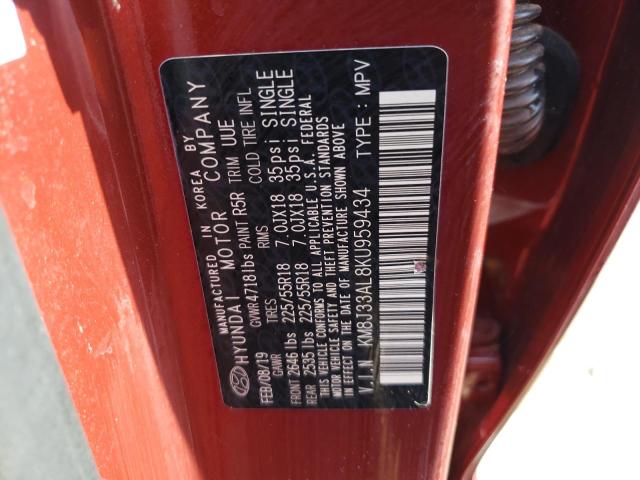 MANUFACTURED IN KOREA BY
HYUNDAI MOTOR COMPANY
FEB/08/19 GVWR 4718 lbs PAINT R5R TRIM UUE
GAWR TIRES RIMS COLD TIRE INFL
FRONT 2646 lbs 225/55R18 7.0JX18 35psi SINGLE
REAR 2535 lbs 225/55R18 7.0JX18 35psi SINGLE
THIS VEHICLE CONFORMS TO ALL APPLICABLE U.S.A. FEDERAL
MOTOR VEHICLE SAFETY AND THEFT PREVENTION STANDARDS
IN EFFECT ON THE DATE OF MANUFACTURE SHOWN ABOVE
V.I.N. KM8J33AL8KU959434 TYPE : MPV